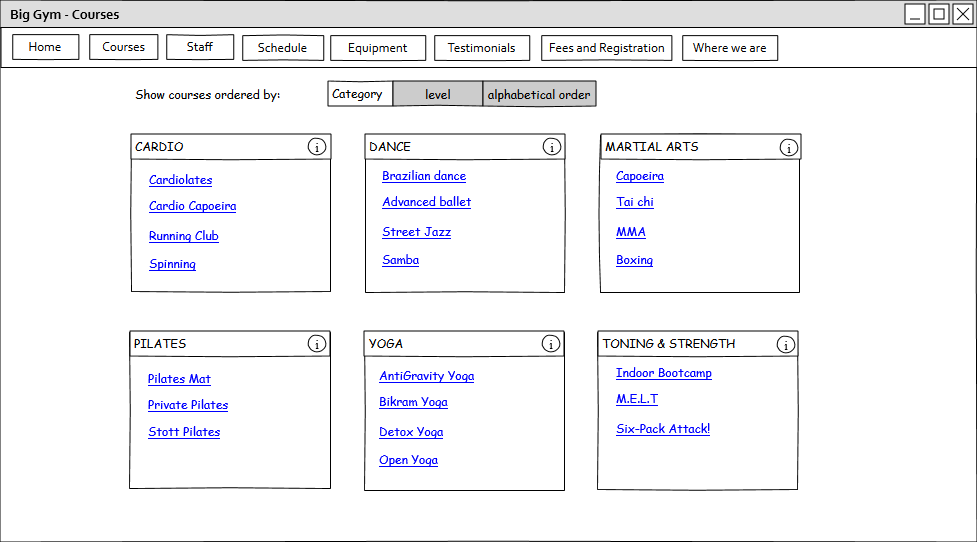 Big Gym - Courses
Home Courses Staff Schedule Equipment Testimonials Fees and Registration Where we are
Show courses ordered by: Category level alphabetical order
CARDIO i
Cardiolates
Cardio Capoeira
Running Club
Spinning
DANCE i
Brazilian dance
Advanced ballet
Street Jazz
Samba
MARTIAL ARTS i
Capoeira
Tai chi
MMA
Boxing
PILATES i
Pilates Mat
Private Pilates
Stott Pilates
YOGA i
AntiGravity Yoga
Bikram Yoga
Detox Yoga
Open Yoga
TONING & STRENGTH i
Indoor Bootcamp
M.E.L.T
Six-Pack Attack!